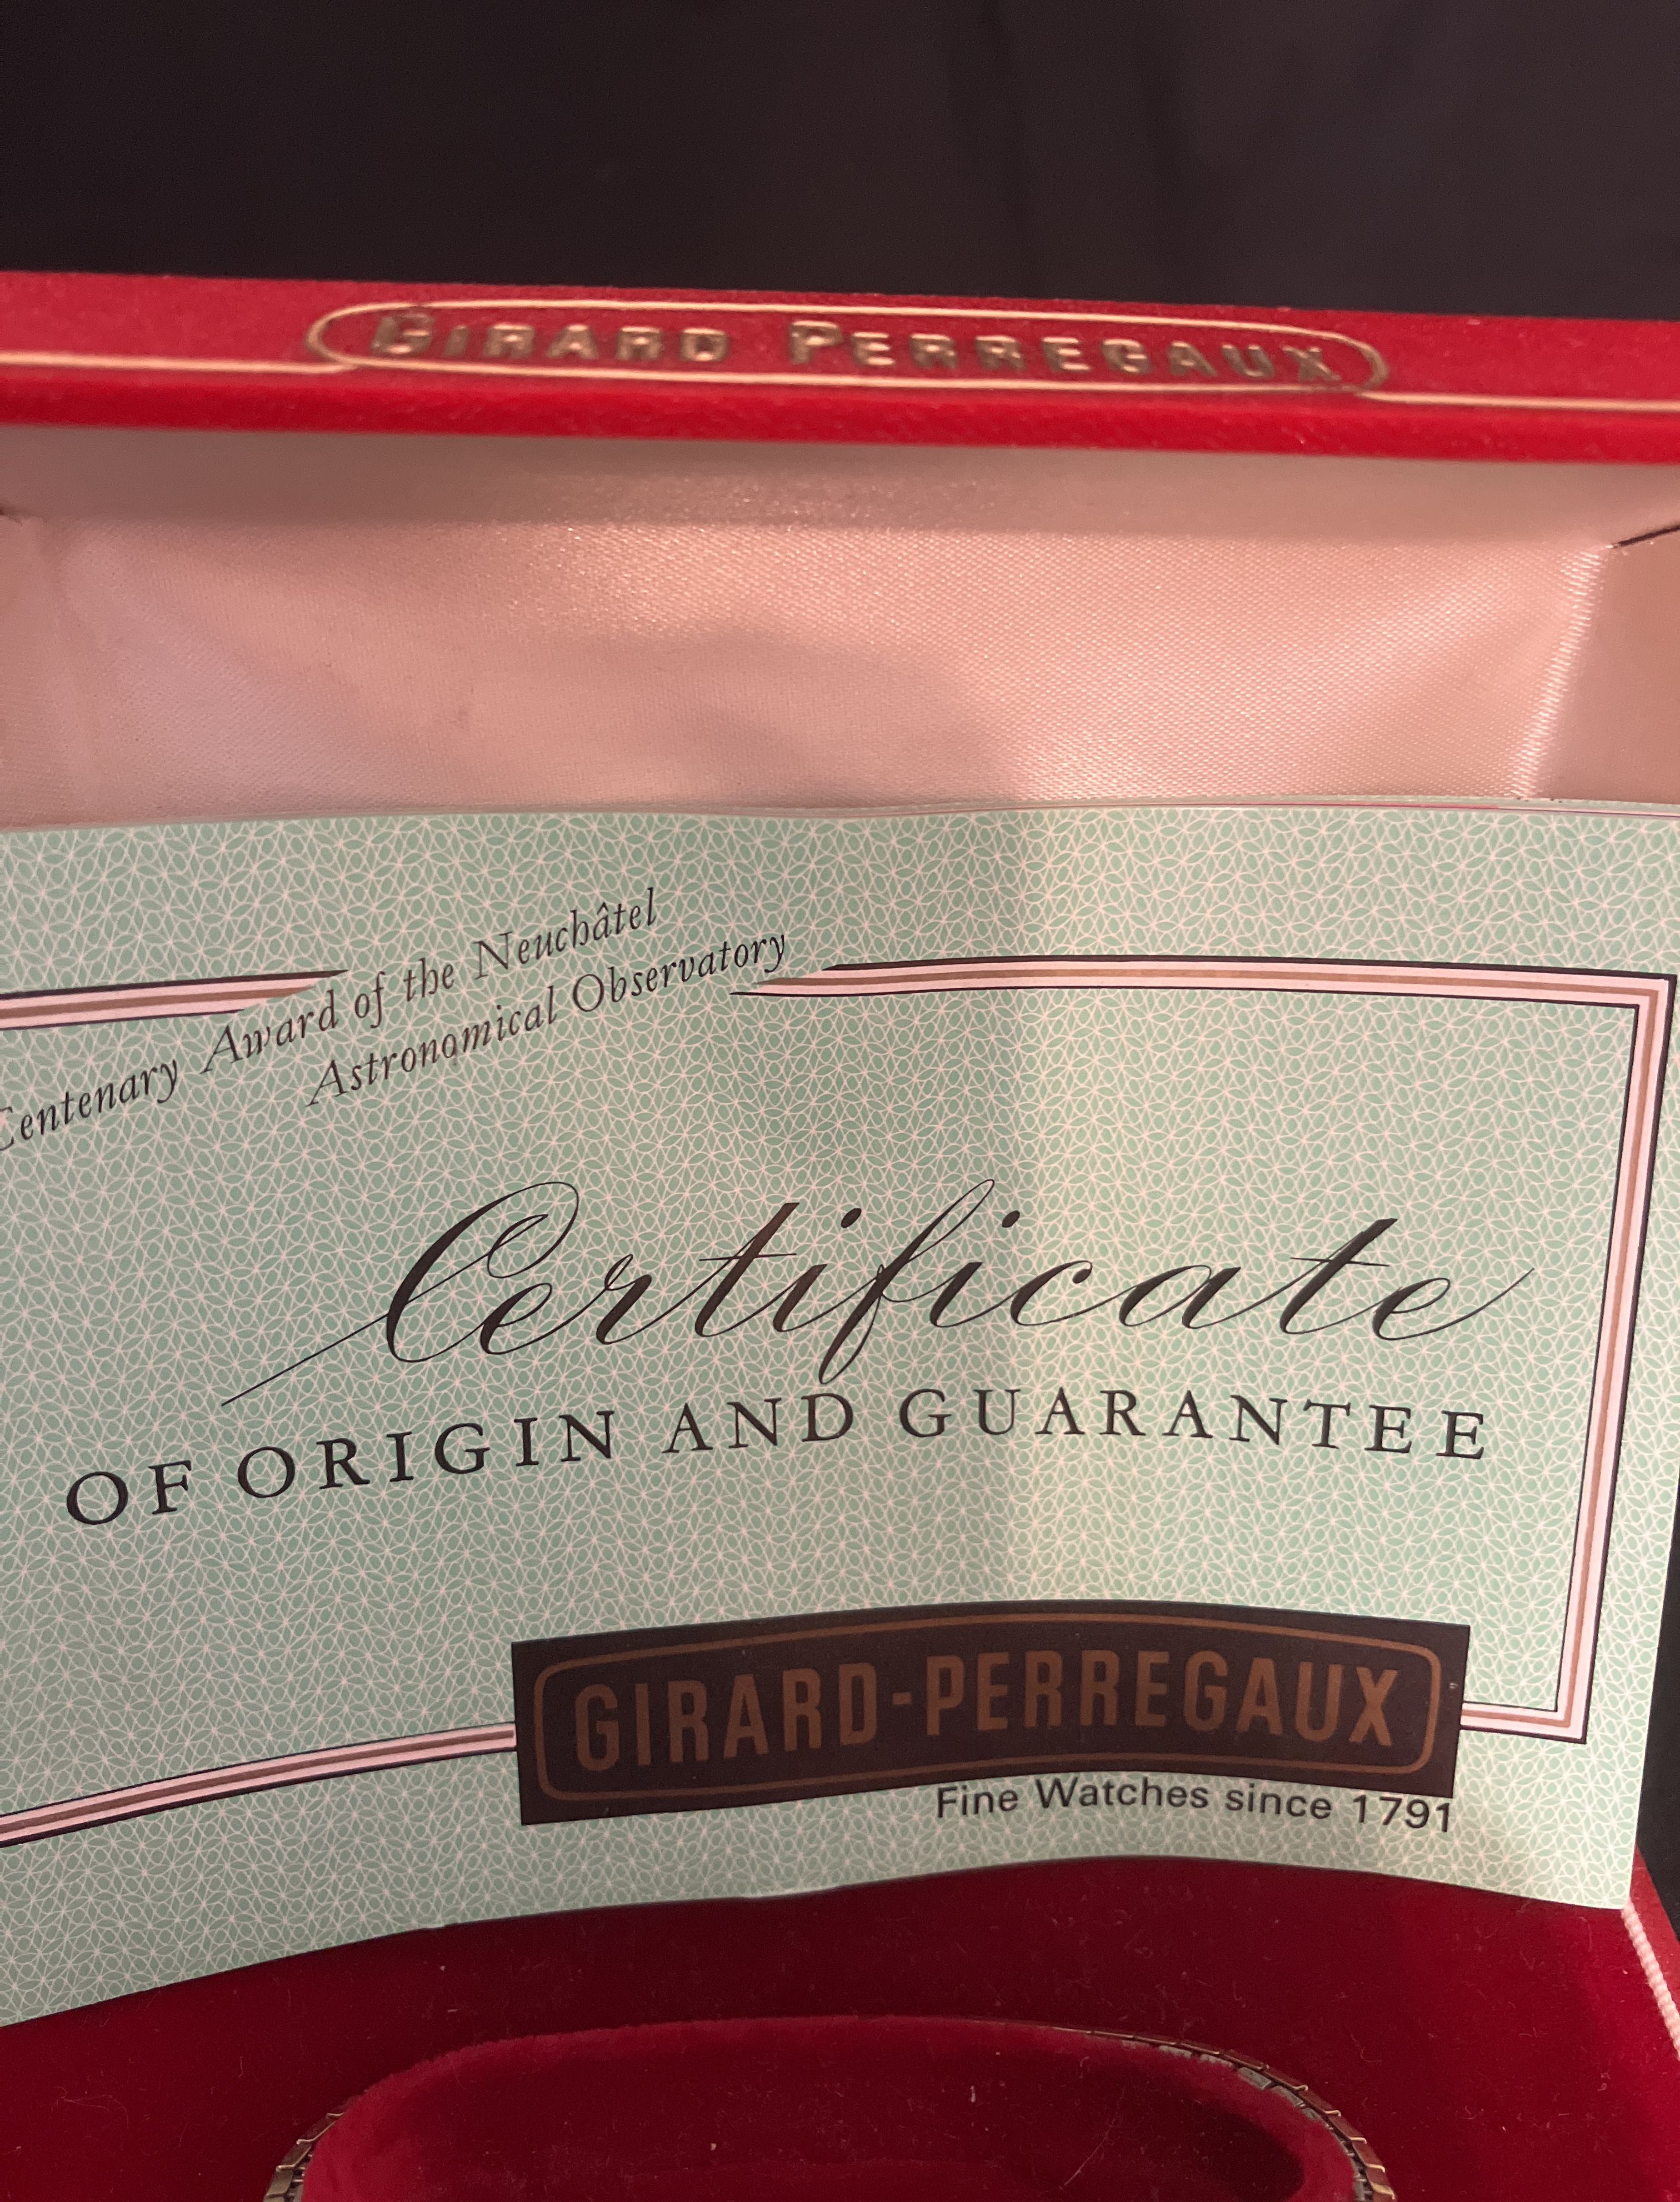 GIRARD PERREGAUX
Centenary Award of the Neuchâtel
Astronomical Observatory
Certificate
OF ORIGIN AND GUARANTEE
GIRARD-PERREGAUX
Fine Watches since 1791